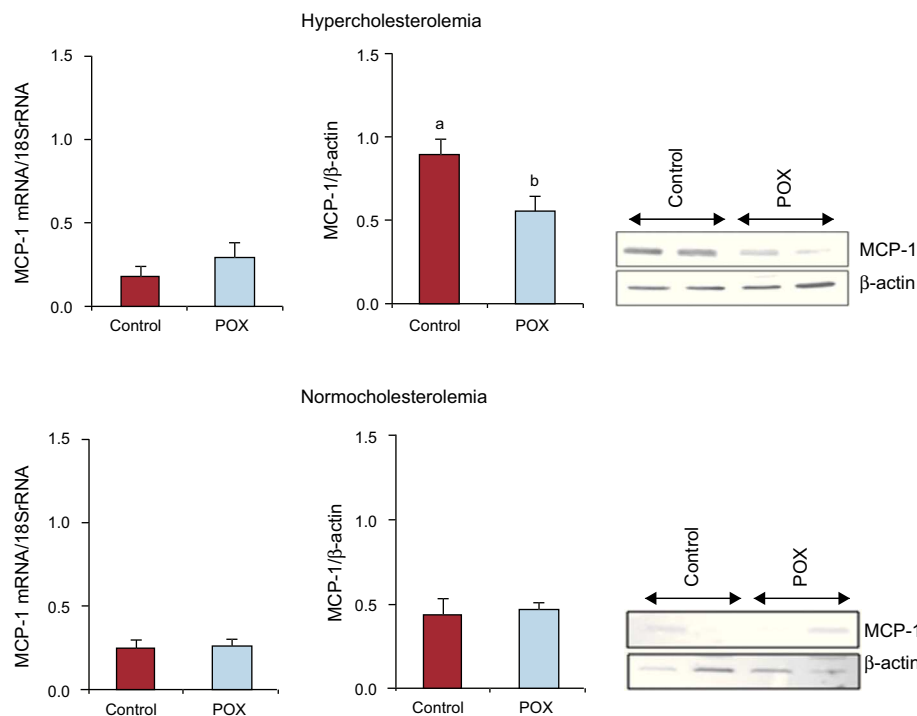 Hypercholesterolemia
MCP-1 mRNA/18SrRNA
1.5
1.0
0.5
0.0
Control
POX
MCP-1/β-actin
1.5
1.0
0.5
0.0
a
b
Control
POX
Control
POX
MCP-1
β-actin
Normocholesterolemia
MCP-1 mRNA/18SrRNA
1.5
1.0
0.5
0.0
Control
POX
MCP-1/β-actin
1.5
1.0
0.5
0.0
Control
POX
Control
POX
MCP-1
β-actin